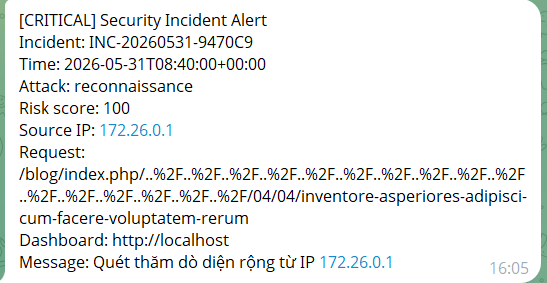 [CRITICAL] Security Incident Alert
Incident: INC-20260531-9470C9
Time: 2026-05-31T08:40:00+00:00
Attack: reconnaissance
Risk score: 100
Source IP: 172.26.0.1
Request:
/blog/index.php/..%2F..%2F..%2F..%2F..%2F..%2F..%2F..%2F..%2F..%2F
..%2F..%2F..%2F..%2F..%2F..%2F/04/04/inventore-asperiores-adipisci-
cum-facere-voluptatem-rerum
Dashboard: http://localhost
Message: Quét thăm dò diện rộng từ IP 172.26.0.1
16:05